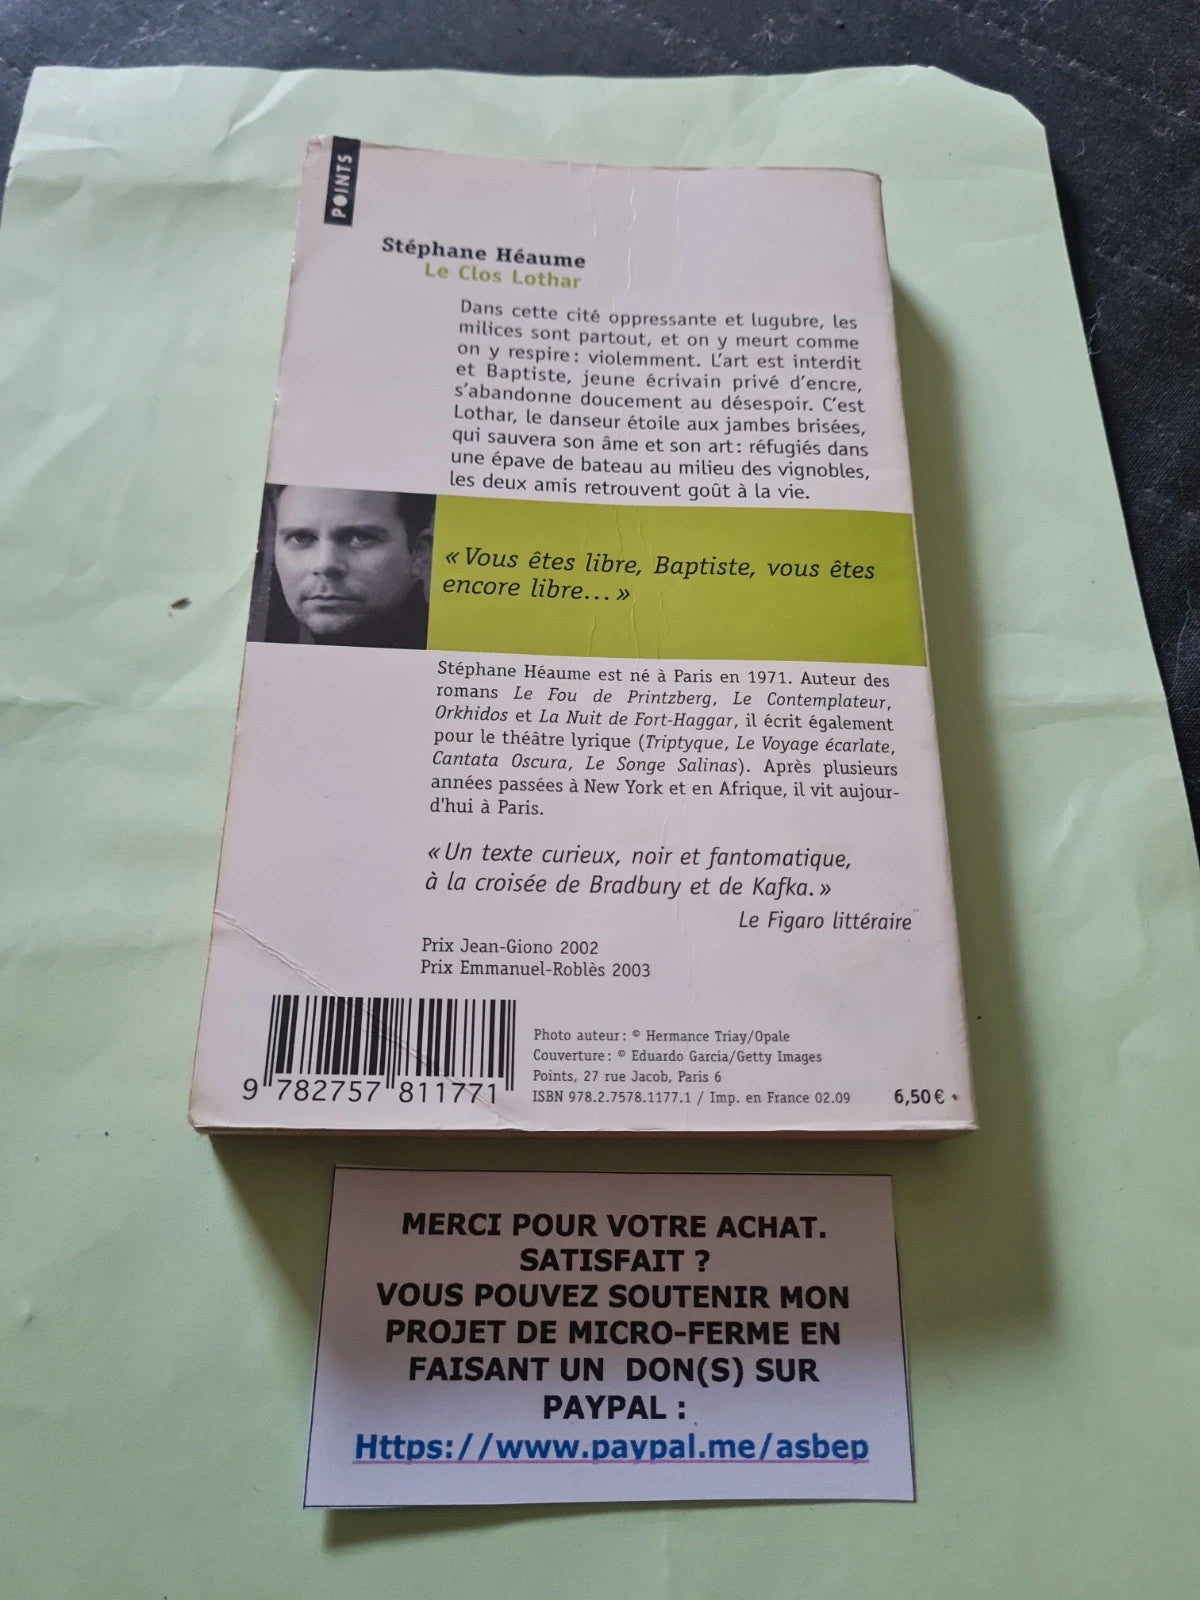 POINTS
Stéphane Héaume
Le Clos Lothar
Dans cette cité oppressante et lugubre, les
milices sont partout, et on y meurt comme
on y respire : violemment. L'art est interdit
et Baptiste, jeune écrivain privé d'encre,
s'abandonne doucement au désespoir. C'est
Lothar, le danseur étoile aux jambes brisées,
qui sauvera son âme et son art : réfugiés dans
une épave de bateau au milieu des vignobles,
les deux amis retrouvent goût à la vie.
« Vous êtes libre, Baptiste, vous êtes
encore libre... »
Stéphane Héaume est né à Paris en 1971. Auteur des
romans Le Fou de Printzberg, Le Contemplateur,
Orkhidos et La Nuit de Fort-Haggar, il écrit également
pour le théâtre lyrique (Triptyque, Le Voyage écarlate,
Cantata Oscura, Le Songe Salinas). Après plusieurs
années passées à New York et en Afrique, il vit aujour-
d'hui à Paris.
« Un texte curieux, noir et fantomatique,
à la croisée de Bradbury et de Kafka. »
Le Figaro littéraire
Prix Jean-Giono 2002
Prix Emmanuel-Roblès 2003
Photo auteur : © Hermance Triay/Opale
Couverture : © Eduardo Garcia/Getty Images
Points, 27 rue Jacob, Paris 6
ISBN 978.2.7578.1177.1 / Imp. en France 02.09
6,50 €
9 782757 811771
MERCI POUR VOTRE ACHAT.
SATISFAIT ?
VOUS POUVEZ SOUTENIR MON
PROJET DE MICRO-FERME EN
FAISANT UN DON(S) SUR
PAYPAL :
Https://www.paypal.me/asbep